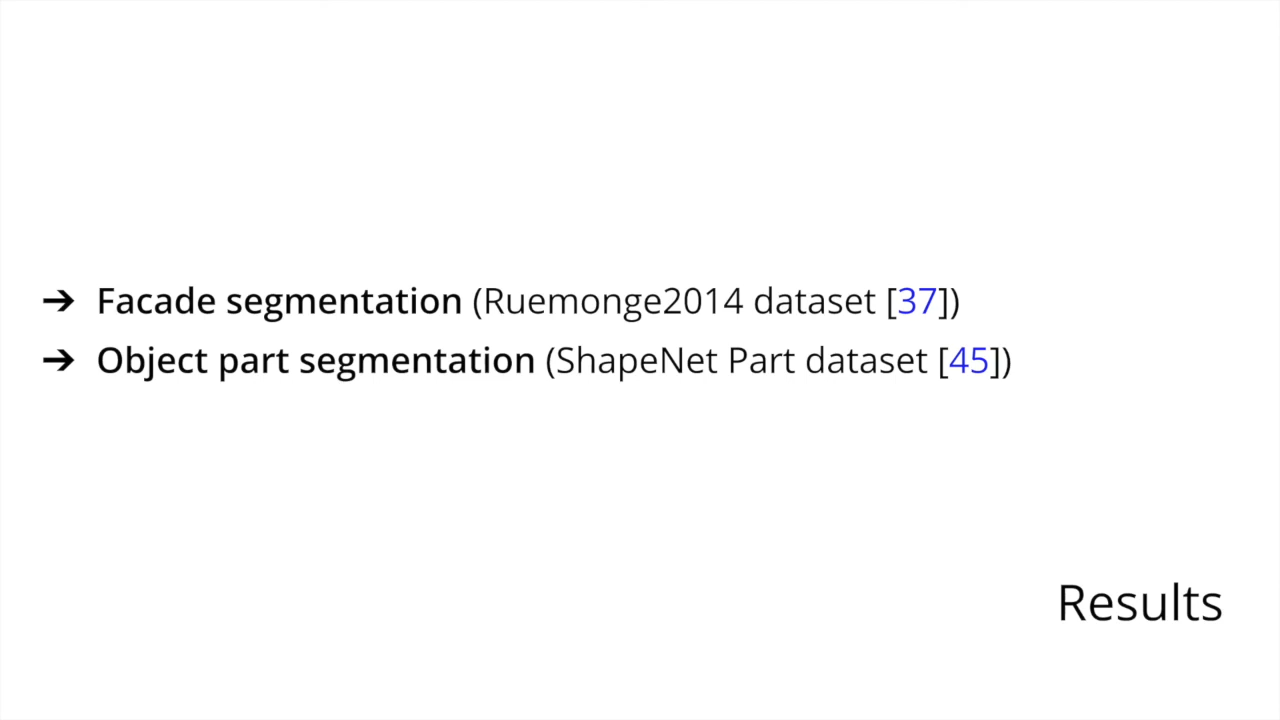 ➔ Facade segmentation (Ruemonge2014 dataset [37])
➔ Object part segmentation (ShapeNet Part dataset [45])
Results